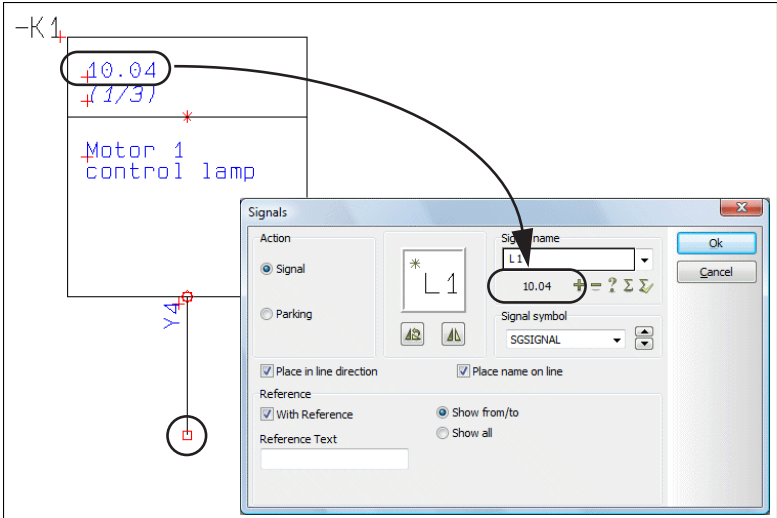 -K1
10.04
(1/3)
Motor 1
control lamp
Y4
Signals
Action
Signal
Parking
L1
Signal name
L1
10.04
Signal symbol
SGSIGNAL
Ok
Cancel
Place in line direction
Place name on line
Reference
With Reference
Show from/to
Show all
Reference Text